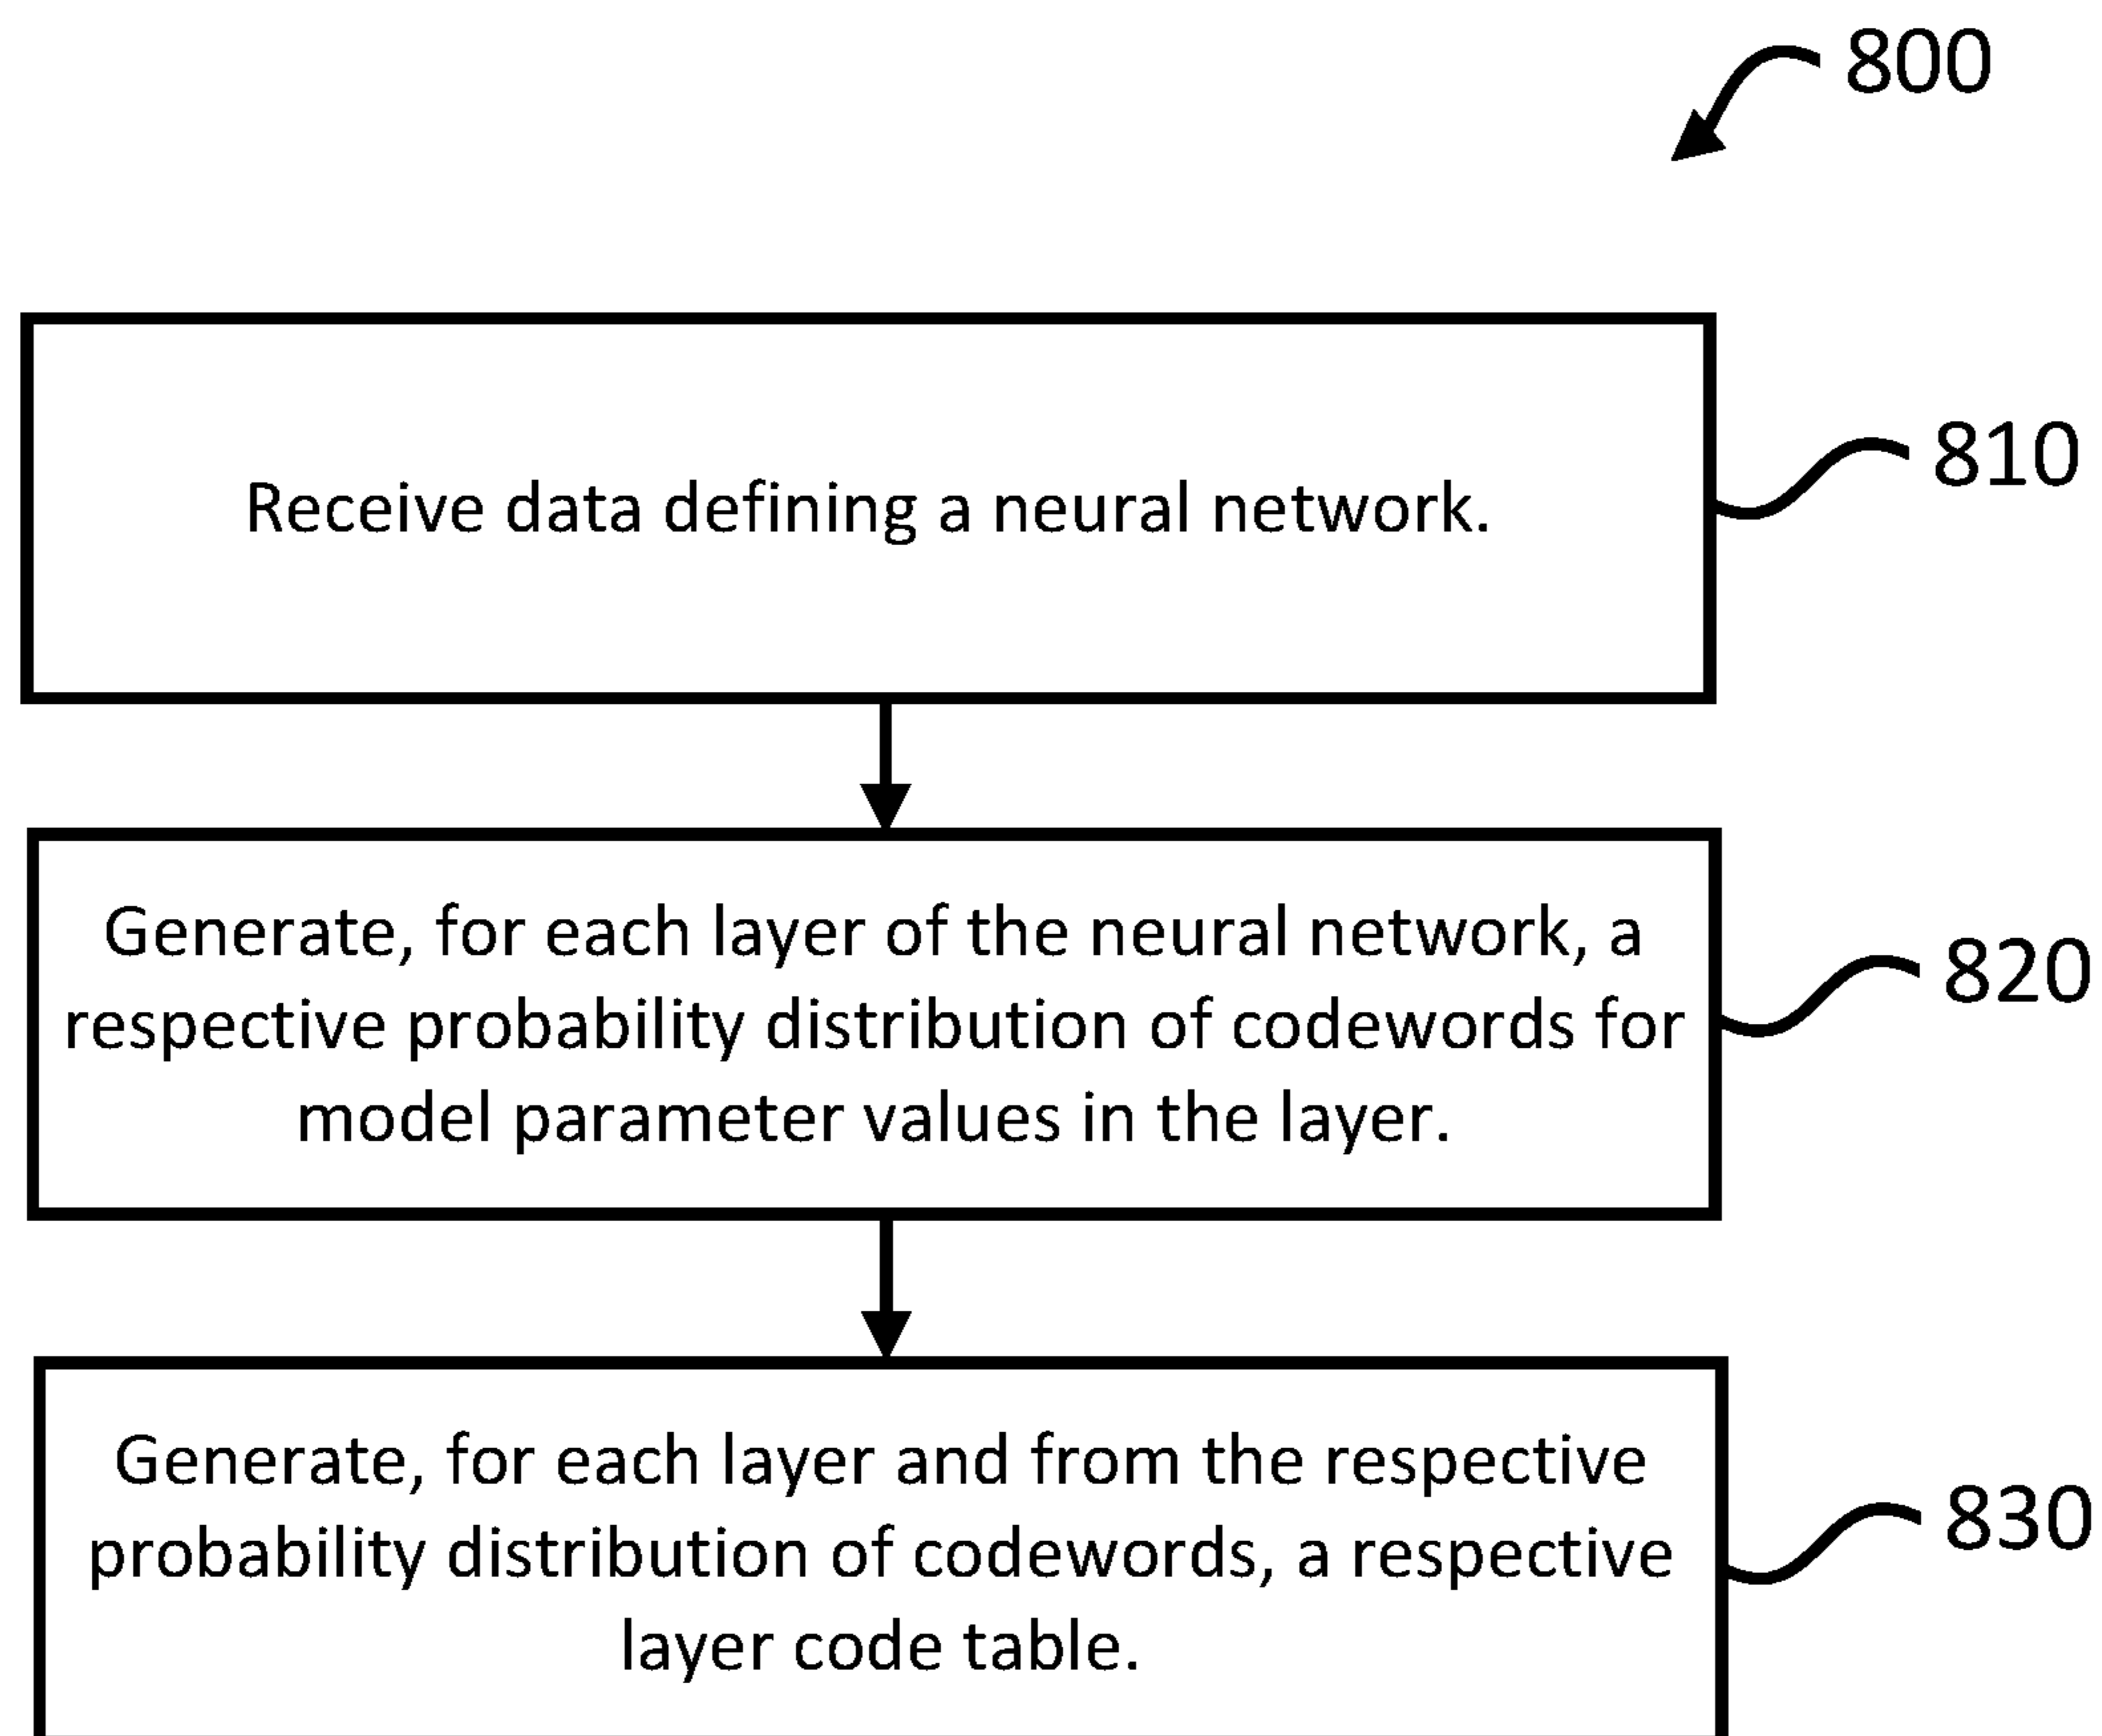 800
Receive data defining a neural network.
810
Generate, for each layer of the neural network, a
respective probability distribution of codewords for
model parameter values in the layer.
820
Generate, for each layer and from the respective
probability distribution of codewords, a respective
layer code table.
830